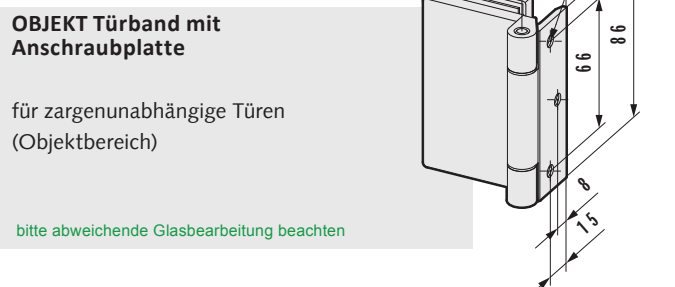 OBJEKT Türband mit
Anschraubplatte
für zargenunabhängige Türen
(Objektbereich)
bitte abweichende Glasbearbeitung beachten
66
86
8
15